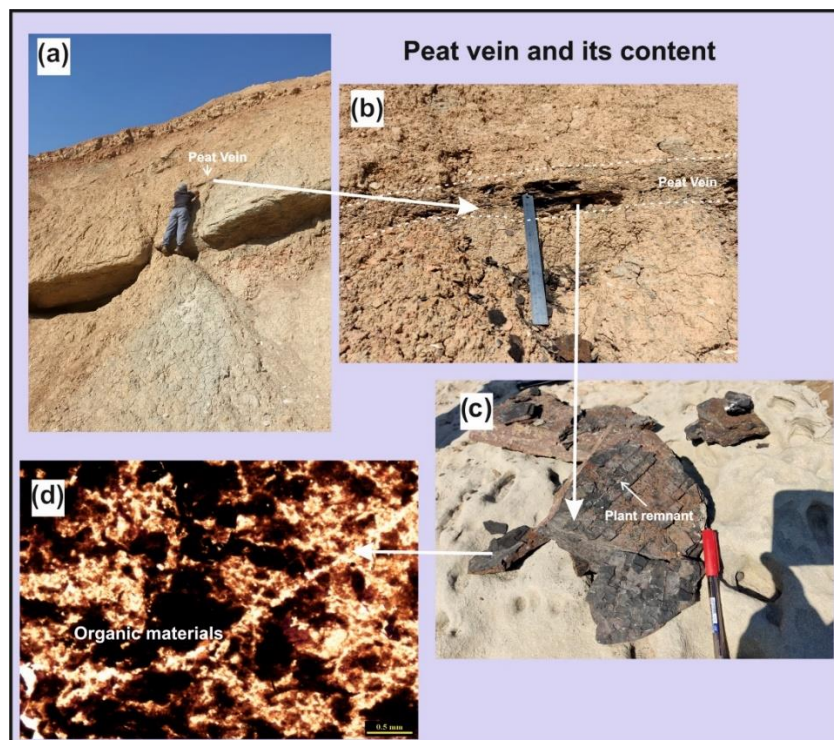 Peat vein and its content
(a)
Peat Vein
(b)
Peat Vein
(c)
Plant remnant
(d)
Organic materials
0.5 mm